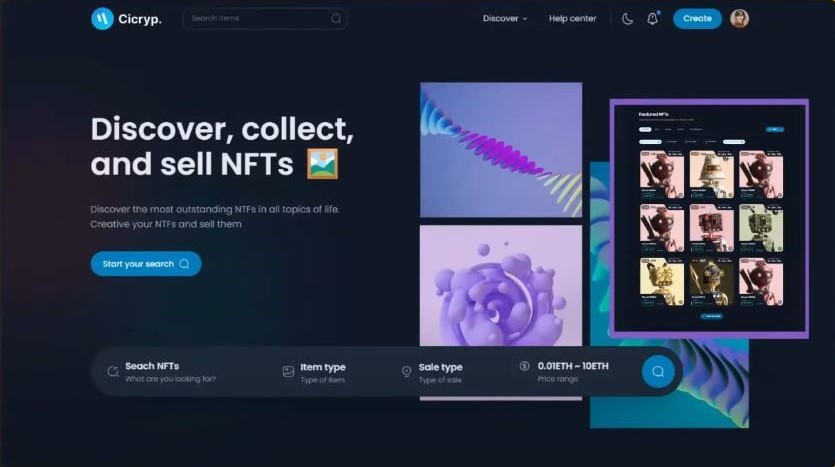 Cicryp.
Search items
Discover
Help center
Create
Discover, collect,
and sell NFTs
Discover the most outstanding NTFs in all topics of life.
Creative your NTFs and sell them
Start your search
Featured NFTs
Seach NFTs
What are you looking for?
Item type
Type of item
Sale type
Type of sale
0.01ETH ~ 10ETH
Price range